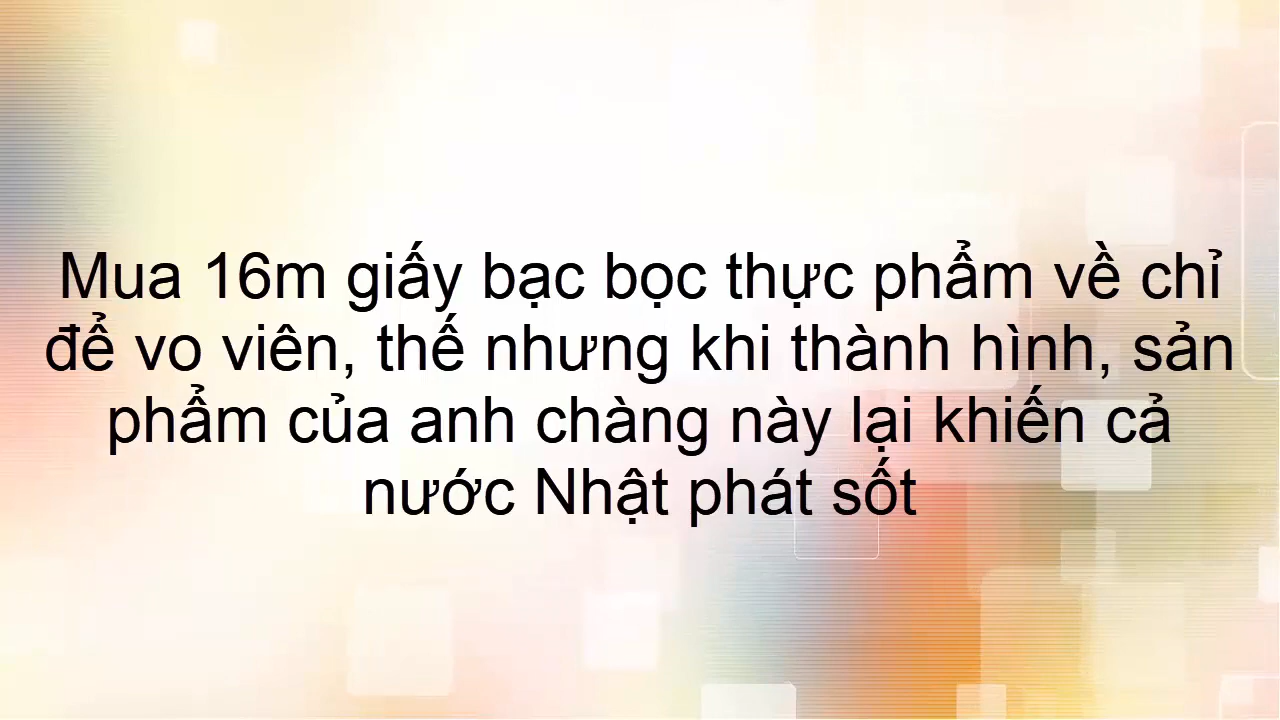 Mua 16m giấy bạc bọc thực phẩm về chỉ
để vo viên, thế nhưng khi thành hình, sản
phẩm của anh chàng này lại khiến cả
nước Nhật phát sốt